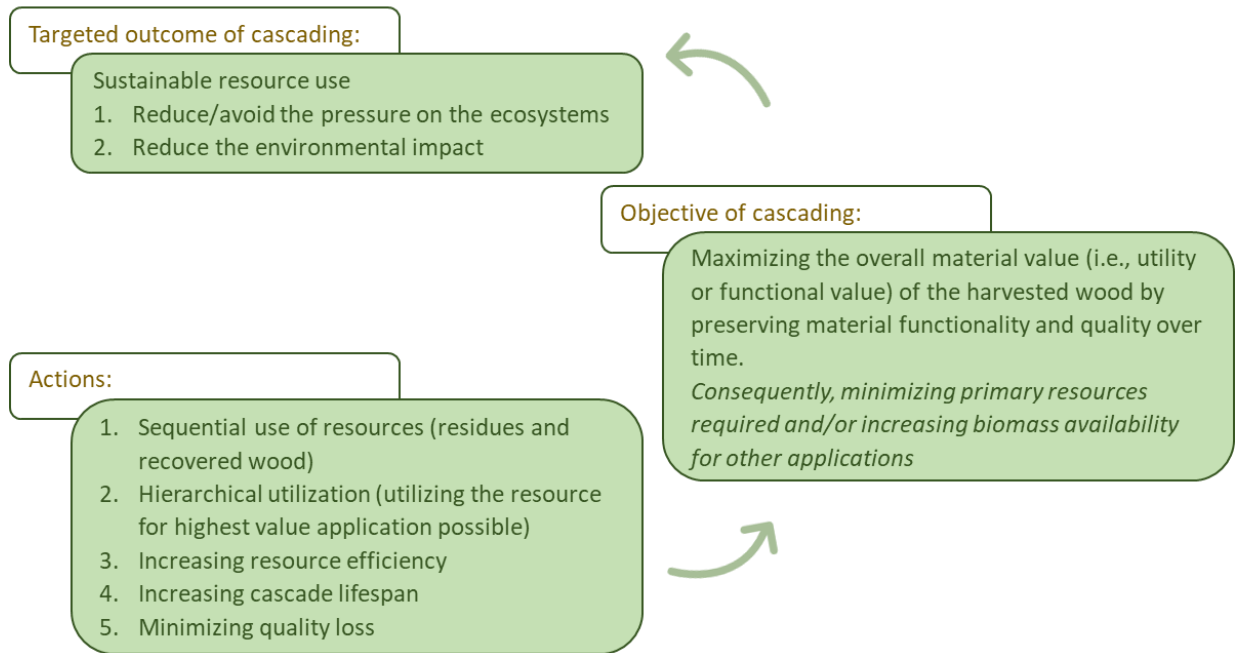 Targeted outcome of cascading:
Sustainable resource use
1. Reduce/avoid the pressure on the ecosystems
2. Reduce the environmental impact
Objective of cascading:
Maximizing the overall material value (i.e., utility
or functional value) of the harvested wood by
preserving material functionality and quality over
time.
Consequently, minimizing primary resources
required and/or increasing biomass availability
for other applications
Actions:
1. Sequential use of resources (residues and
recovered wood)
2. Hierarchical utilization (utilizing the resource
for highest value application possible)
3. Increasing resource efficiency
4. Increasing cascade lifespan
5. Minimizing quality loss